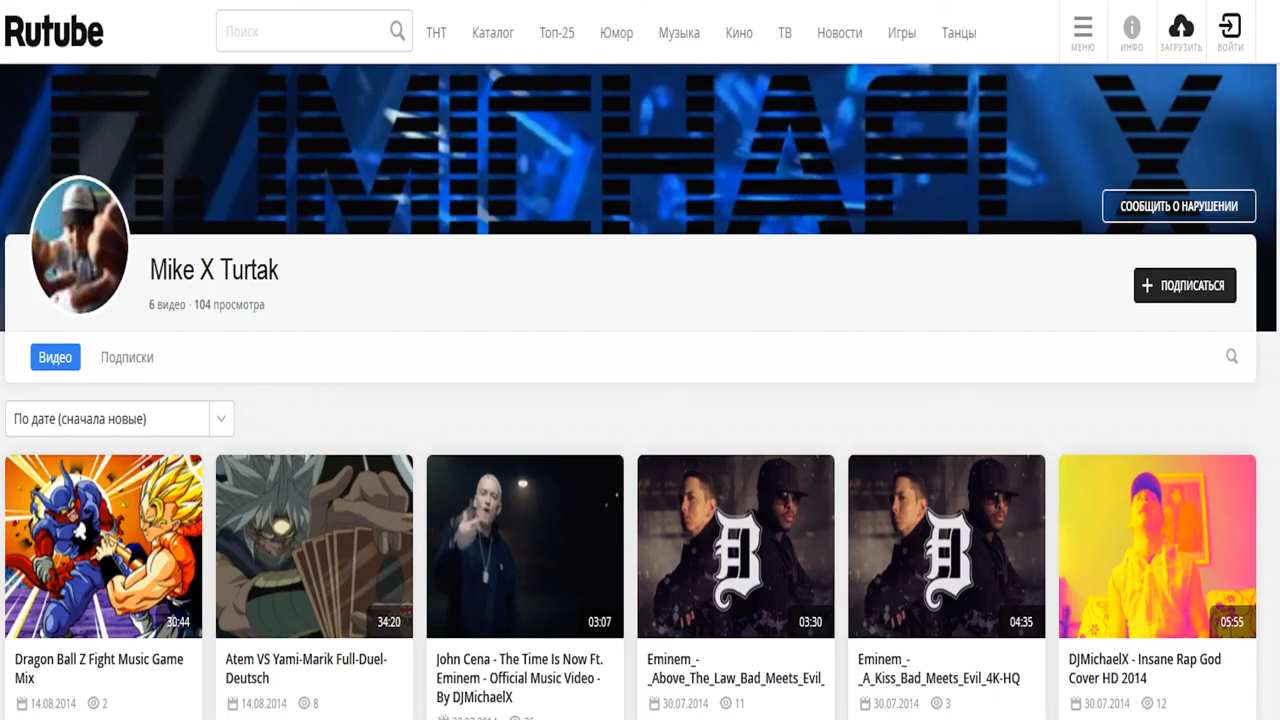 Rutube
Поиск
ТНТ Каталог Топ-25 Юмор Музыка Кино ТВ Новости Игры Танцы
МЕНЮ ИНФО ЗАГРУЗИТЬ ВОЙТИ
DJMICHAELX
СООБЩИТЬ О НАРУШЕНИИ
Mike X Turtak
6 видео · 104 просмотра
+ ПОДПИСАТЬСЯ
Видео Подписки
По дате (сначала новые)
30:44
34:20
03:07
03:30
04:35
05:55
Dragon Ball Z Fight Music Game
Mix
14.08.2014 2
Atem VS Yami-Marik Full-Duel-
Deutsch
14.08.2014 8
John Cena - The Time Is Now Ft.
Eminem - Official Music Video -
By DJMichaelX
30.07.2014
Eminem_-
_Above_The_Law_Bad_Meets_Evil_
30.07.2014 11
Eminem_-
_A_Kiss_Bad_Meets_Evil_4K-HQ
30.07.2014 3
DJMichaelX - Insane Rap God
Cover HD 2014
30.07.2014 12